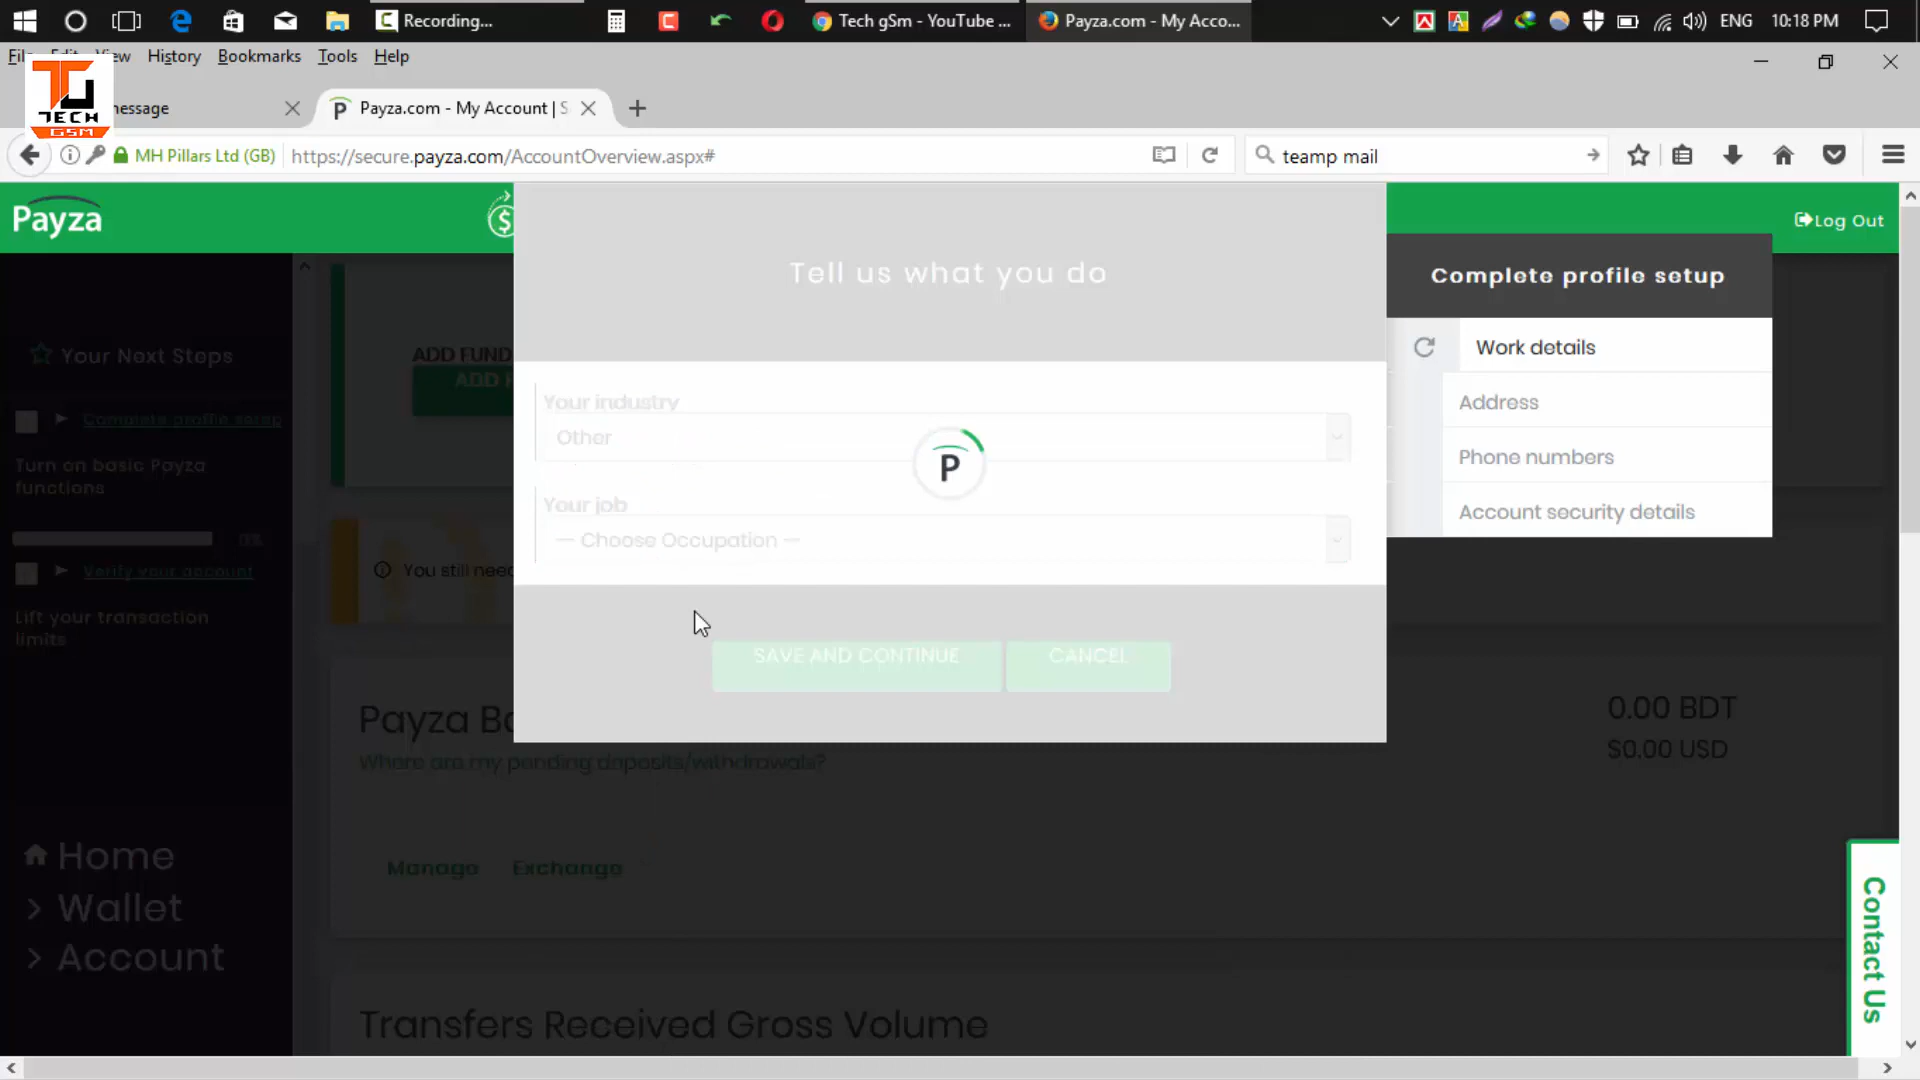 Recording...
Tech gSm - YouTube ...
Payza.com - My Acco...
ENG
10:18 PM
History
Bookmarks
Tools
Help
TECH
GSM
Payza.com - My Account | S
MH Pillars Ltd (GB)
https://secure.payza.com/AccountOverview.aspx#
teamp mail
Payza
Log Out
Tell us what you do
Complete profile setup
Work details
Address
Phone numbers
Account security details
Your Next Steps
Complete profile setup
Turn on basic Payza
functions
0%
Verify your account
Lift your transaction
limits
ADD FUND
ADD
Your industry
Other
P
Your job
— Choose Occupation —
You still need
SAVE AND CONTINUE
CANCEL
Payza
0.00 BDT
$0.00 USD
Where are my pending deposits/withdrawals?
Manage
Exchange
Home
Wallet
Account
Contact Us
Transfers Received Gross Volume